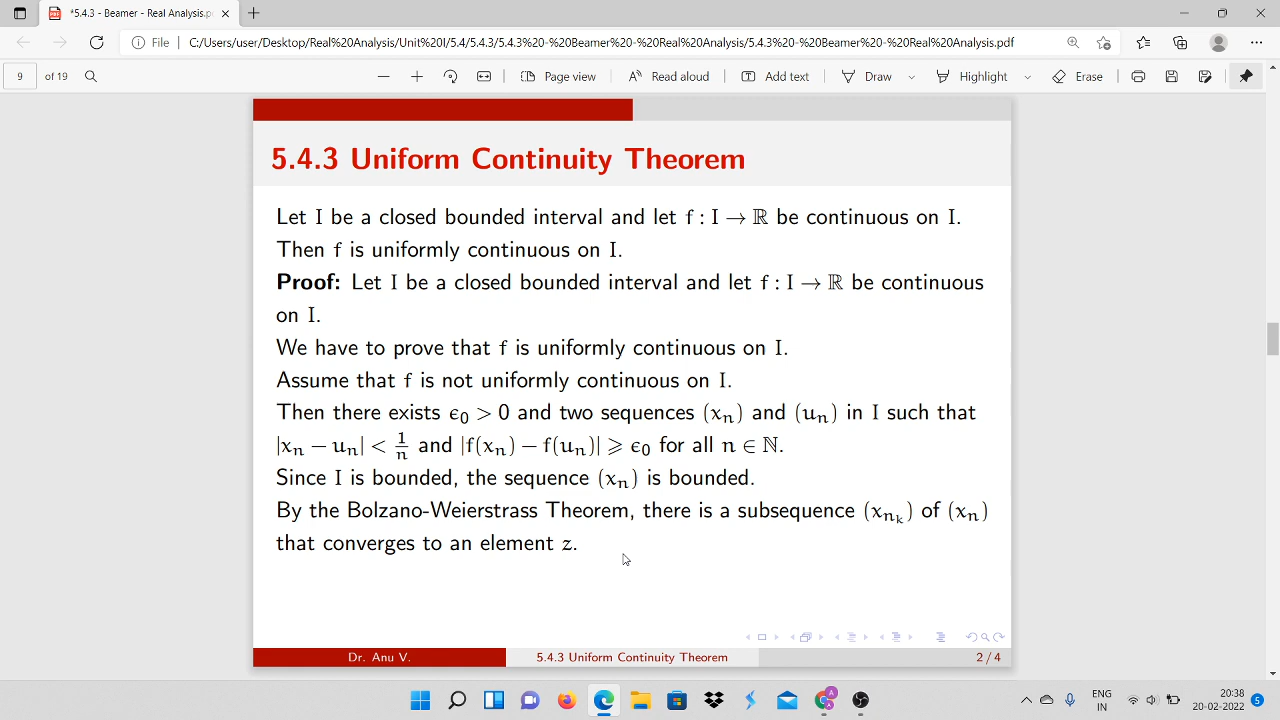 *5.4.3 - Beamer - Real Analysis.p
File
C:/Users/user/Desktop/Real%20Analysis/Unit%20I/5.4/5.4.3/5.4.3%20-%20Beamer%20-%20Real%20Analysis/5.4.3%20-%20Beamer%20-%20Real%20Analysis.pdf
9 of 19
Page view
Read aloud
Add text
Draw
Highlight
Erase
5.4.3 Uniform Continuity Theorem
Let I be a closed bounded interval and let f : I → ℝ be continuous on I.
Then f is uniformly continuous on I.
Proof: Let I be a closed bounded interval and let f : I → ℝ be continuous
on I.
We have to prove that f is uniformly continuous on I.
Assume that f is not uniformly continuous on I.
Then there exists ϵ₀ > 0 and two sequences (xₙ) and (uₙ) in I such that
|xₙ − uₙ| < 1/n and |f(xₙ) − f(uₙ)| ⩾ ϵ₀ for all n ∈ ℕ.
Since I is bounded, the sequence (xₙ) is bounded.
By the Bolzano-Weierstrass Theorem, there is a subsequence (x_{n_k}) of (xₙ)
that converges to an element z.
Dr. Anu V.
5.4.3 Uniform Continuity Theorem
2 / 4
ENG
IN
20:38
20-02-2022
5